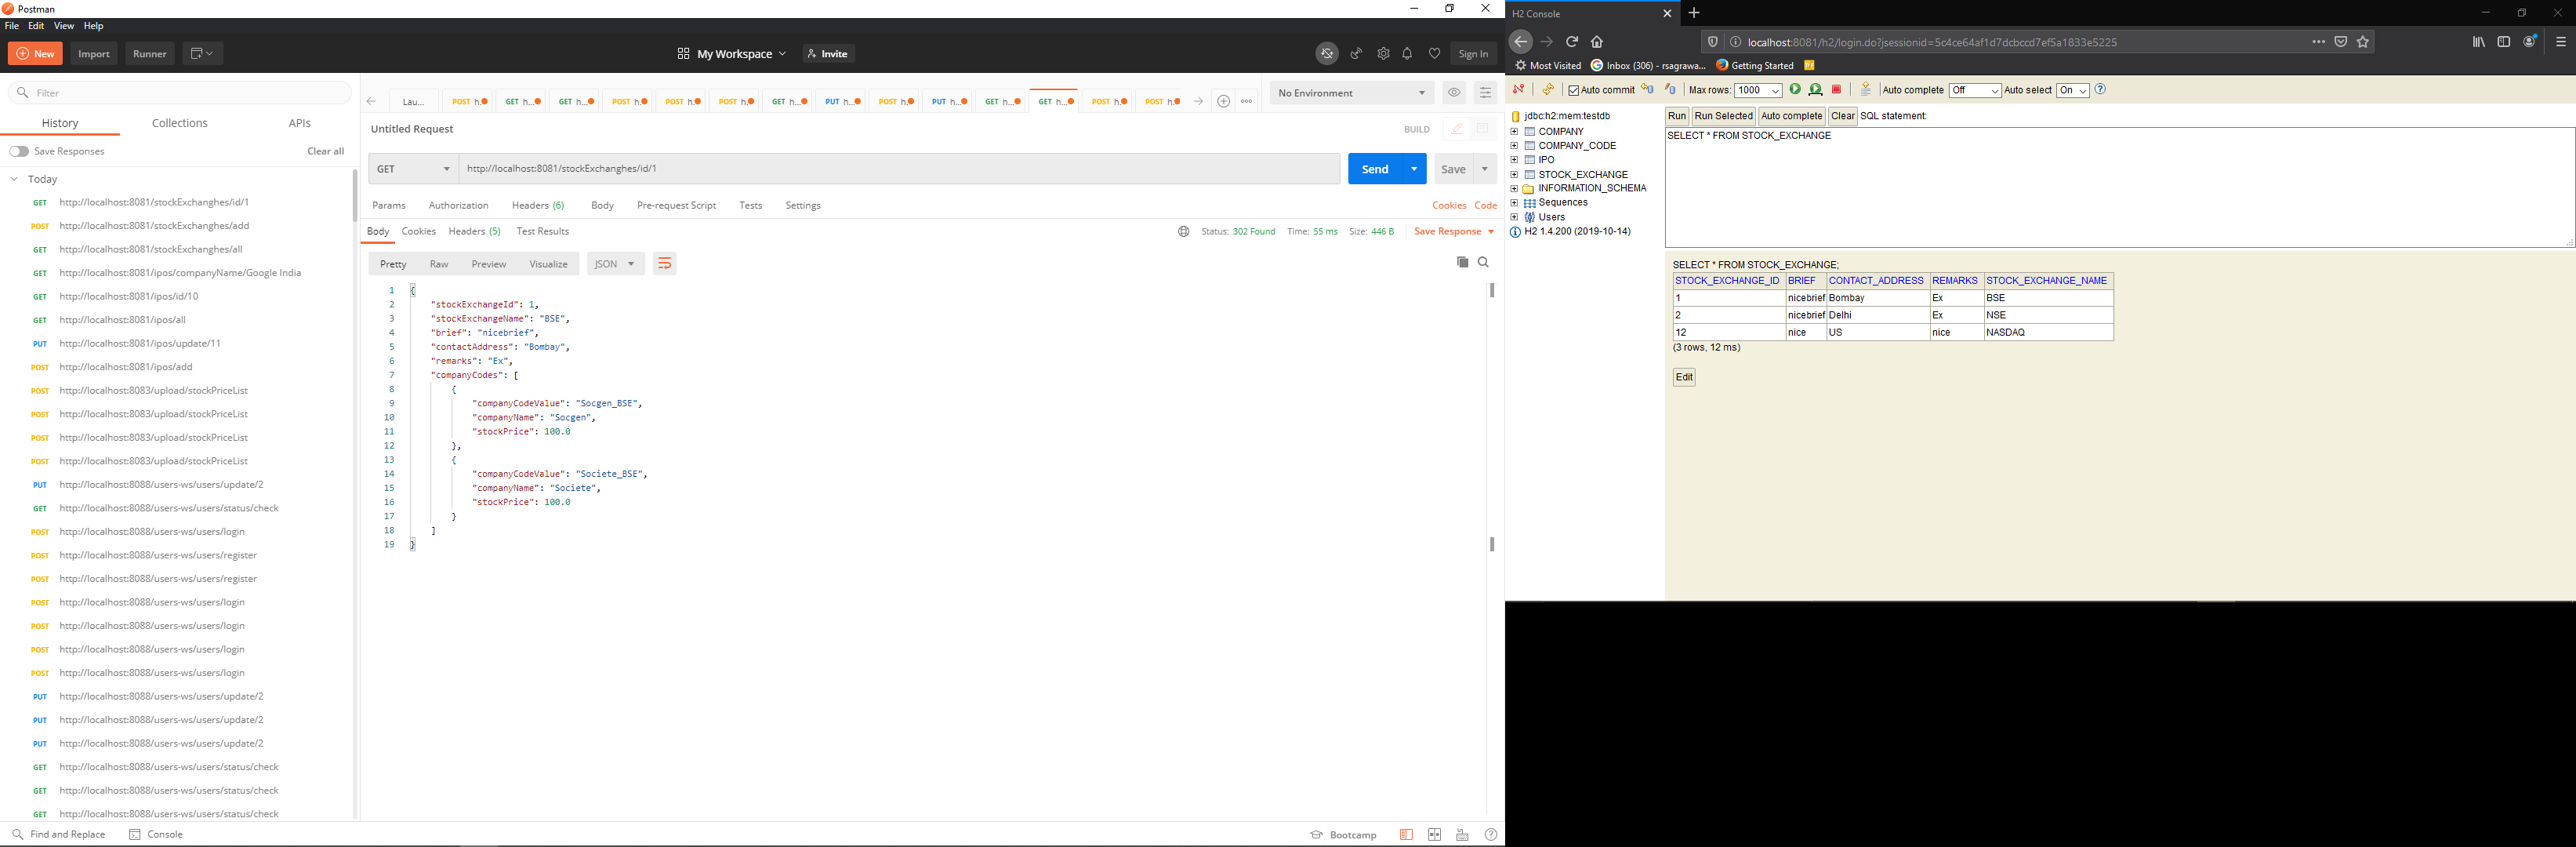 Postman
File Edit View Help
New Import Runner
My Workspace Invite
Sign In
Filter
History Collections APIs
Save Responses Clear all
Today
GET http://localhost:8081/stockExchanghes/id/1
POST http://localhost:8081/stockExchanghes/add
GET http://localhost:8081/stockExchanghes/all
GET http://localhost:8081/ipos/companyName/Google India
GET http://localhost:8081/ipos/id/10
GET http://localhost:8081/ipos/all
PUT http://localhost:8081/ipos/update/11
POST http://localhost:8081/ipos/add
POST http://localhost:8083/upload/stockPriceList
POST http://localhost:8083/upload/stockPriceList
POST http://localhost:8083/upload/stockPriceList
POST http://localhost:8083/upload/stockPriceList
PUT http://localhost:8088/users-ws/users/update/2
GET http://localhost:8088/users-ws/users/status/check
POST http://localhost:8088/users-ws/users/login
POST http://localhost:8088/users-ws/users/register
POST http://localhost:8088/users-ws/users/register
POST http://localhost:8088/users-ws/users/login
POST http://localhost:8088/users-ws/users/login
POST http://localhost:8088/users-ws/users/login
POST http://localhost:8088/users-ws/users/login
PUT http://localhost:8088/users-ws/users/update/2
PUT http://localhost:8088/users-ws/users/update/2
PUT http://localhost:8088/users-ws/users/update/2
GET http://localhost:8088/users-ws/users/status/check
GET http://localhost:8088/users-ws/users/status/check
GET http://localhost:8088/users-ws/users/status/check
Find and Replace Console
Lau... POST h. GET h... GET h.. POST h. POST h. POST h. GET h... PUT h... POST h. PUT h... GET h... GET h... POST h. POST h.
No Environment
Untitled Request
BUILD
GET http://localhost:8081/stockExchanghes/id/1 Send Save
Params Authorization Headers (6) Body Pre-request Script Tests Settings Cookies Code
Body Cookies Headers (5) Test Results Status: 302 Found Time: 55 ms Size: 446 B Save Response
Pretty Raw Preview Visualize JSON
1 {
2 "stockExchangeId": 1,
3 "stockExchangeName": "BSE",
4 "brief": "nicebrief",
5 "contactAddress": "Bombay",
6 "remarks": "Ex",
7 "companyCodes": [
8 {
9 "companyCodeValue": "Socgen_BSE",
10 "companyName": "Socgen",
11 "stockPrice": 100.0
12 },
13 {
14 "companyCodeValue": "Societe_BSE",
15 "companyName": "Societe",
16 "stockPrice": 100.0
17 }
18 ]
19 }
Bootcamp
H2 Console
localhost:8081/h2/login.do?jsessionid=5c4ce64af1d7dcbccd7ef5a1833e5225
Most Visited Inbox (306) - rsagrawa... Getting Started
Auto commit Max rows: 1000 Auto complete Off Auto select On
jdbc:h2:mem:testdb
COMPANY
COMPANY_CODE
IPO
STOCK_EXCHANGE
INFORMATION_SCHEMA
Sequences
Users
H2 1.4.200 (2019-10-14)
Run Run Selected Auto complete Clear SQL statement:
SELECT * FROM STOCK_EXCHANGE
SELECT * FROM STOCK_EXCHANGE;
STOCK_EXCHANGE_ID BRIEF CONTACT_ADDRESS REMARKS STOCK_EXCHANGE_NAME
1 nicebrief Bombay Ex BSE
2 nicebrief Delhi Ex NSE
12 nice US nice NASDAQ
(3 rows, 12 ms)
Edit